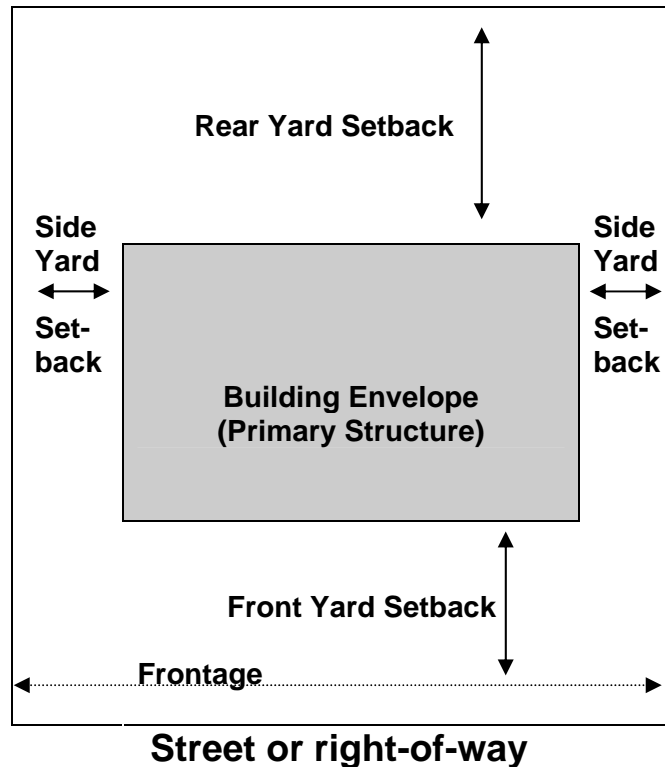 Rear Yard Setback
Side
Yard
Set-
back
Side
Yard
Set-
back
Building Envelope
(Primary Structure)
Front Yard Setback
Frontage
Street or right-of-way